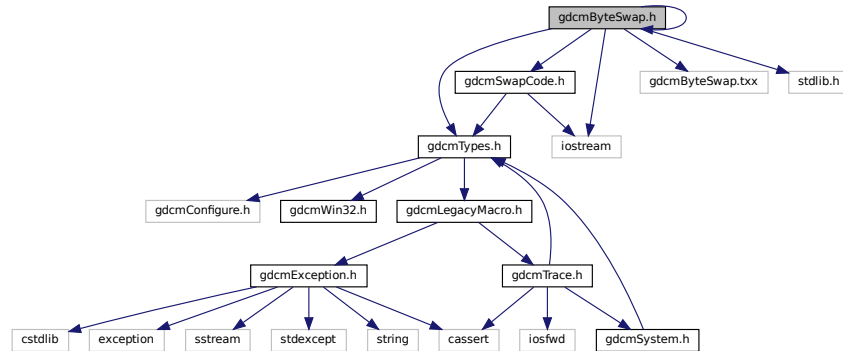 gdcmByteSwap.h
gdcmSwapCode.h
gdcmByteSwap.txx
stdlib.h
gdcmTypes.h
iostream
gdcmConfigure.h
gdcmWin32.h
gdcmLegacyMacro.h
gdcmException.h
gdcmTrace.h
cstdlib
exception
sstream
stdexcept
string
cassert
iosfwd
gdcmSystem.h